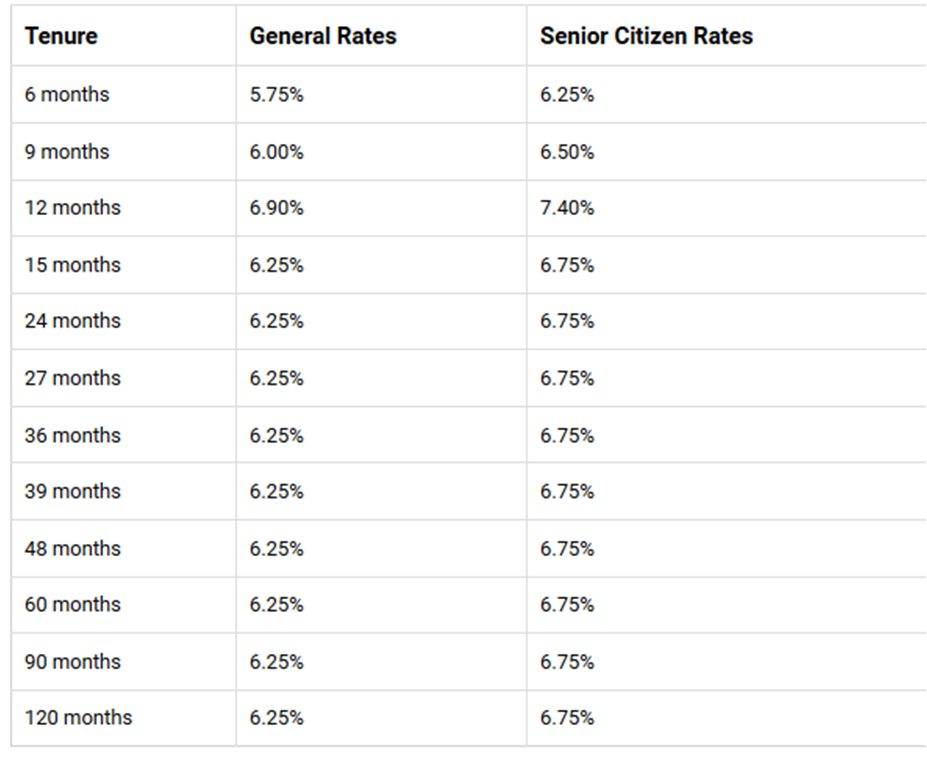 Tenure General Rates Senior Citizen Rates
6 months 5.75% 6.25%
9 months 6.00% 6.50%
12 months 6.90% 7.40%
15 months 6.25% 6.75%
24 months 6.25% 6.75%
27 months 6.25% 6.75%
36 months 6.25% 6.75%
39 months 6.25% 6.75%
48 months 6.25% 6.75%
60 months 6.25% 6.75%
90 months 6.25% 6.75%
120 months 6.25% 6.75%